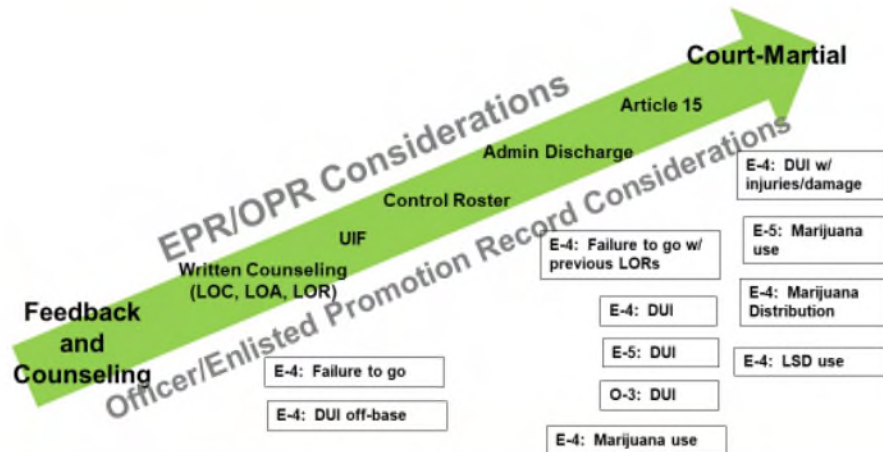 Court-Martial
Article 15
Admin Discharge
Control Roster
UIF
Written Counseling
(LOC, LOA, LOR)
Feedback
and
Counseling
EPR/OPR Considerations
Officer/Enlisted Promotion Record Considerations
E-4: Failure to go
E-4: DUI off-base
E-4: Failure to go w/
previous LORs
E-4: DUI
E-5: DUI
O-3: DUI
E-4: Marijuana use
E-4: DUI w/
injuries/damage
E-5: Marijuana
use
E-4: Marijuana
Distribution
E-4: LSD use